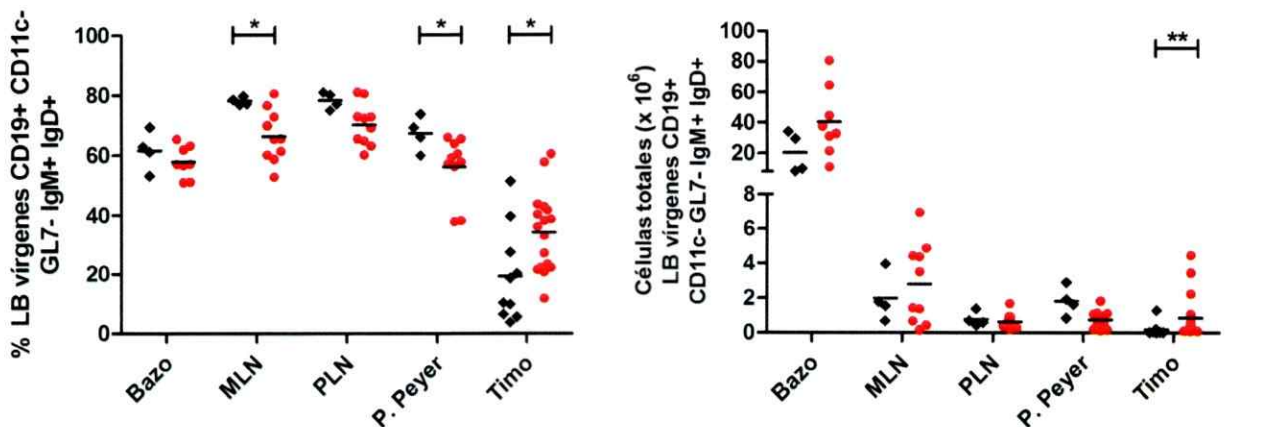 % LB vírgenes CD19+ CD11c-
GL7- IgM+ IgD+
100
80
60
40
20
0
*
*
*
Bazo
MLN
PLN
P. Peyer
Timo
Células totales (x 10⁶)
LB vírgenes CD19+
CD11c- GL7- IgM+ IgD+
100
80
60
40
20
8
6
4
2
0
**
Bazo
MLN
PLN
P. Peyer
Timo